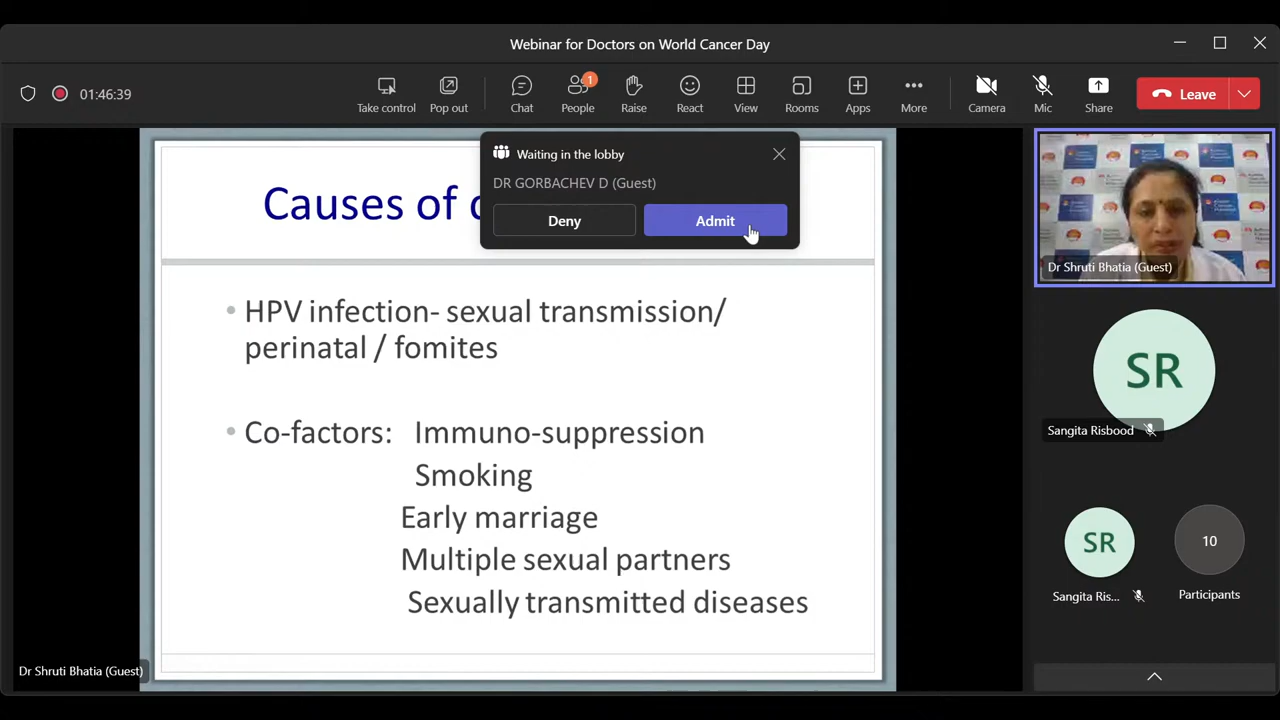 Webinar for Doctors on World Cancer Day
01:46:39
Take control
Pop out
Chat
People
1
Raise
React
View
Rooms
Apps
More
Camera
Mic
Share
Leave
Waiting in the lobby
DR GORBACHEV D (Guest)
Deny
Admit
Causes of
• HPV infection- sexual transmission/
perinatal / fomites
• Co-factors: Immuno-suppression
Smoking
Early marriage
Multiple sexual partners
Sexually transmitted diseases
Dr Shruti Bhatia (Guest)
Dr Shruti Bhatia (Guest)
SR
Sangita Risbood
SR
Sangita Ris...
10
Participants